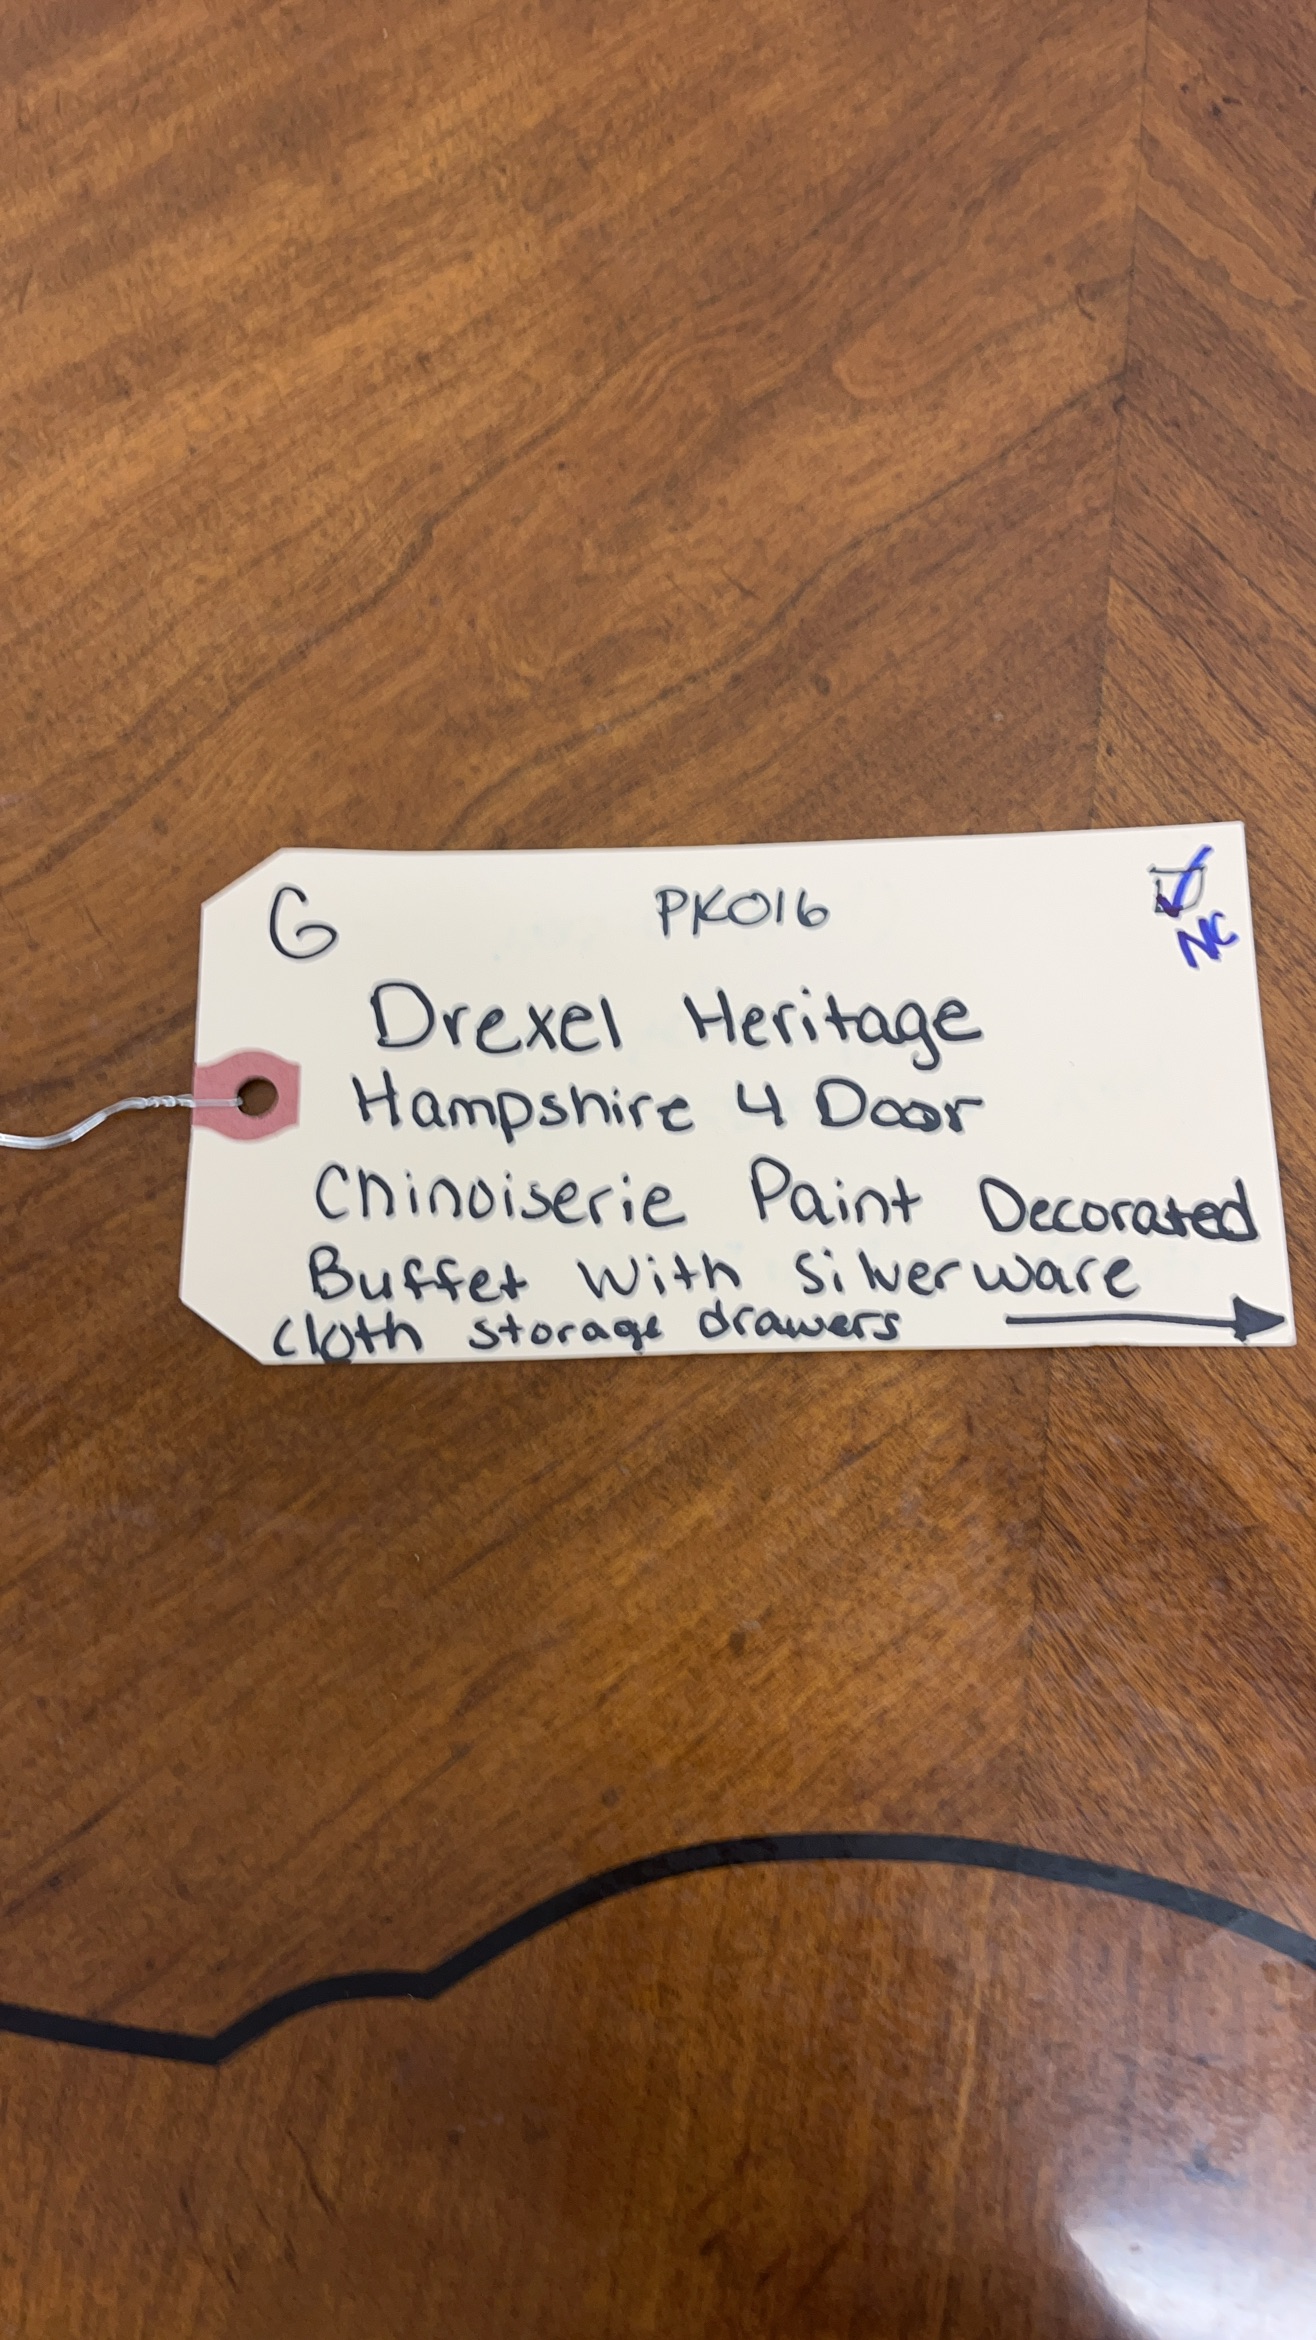 G PK016
NC
Drexel Heritage
Hampshire 4 Door
Chinoiserie Paint Decorated
Buffet With Silverware
cloth storage drawers